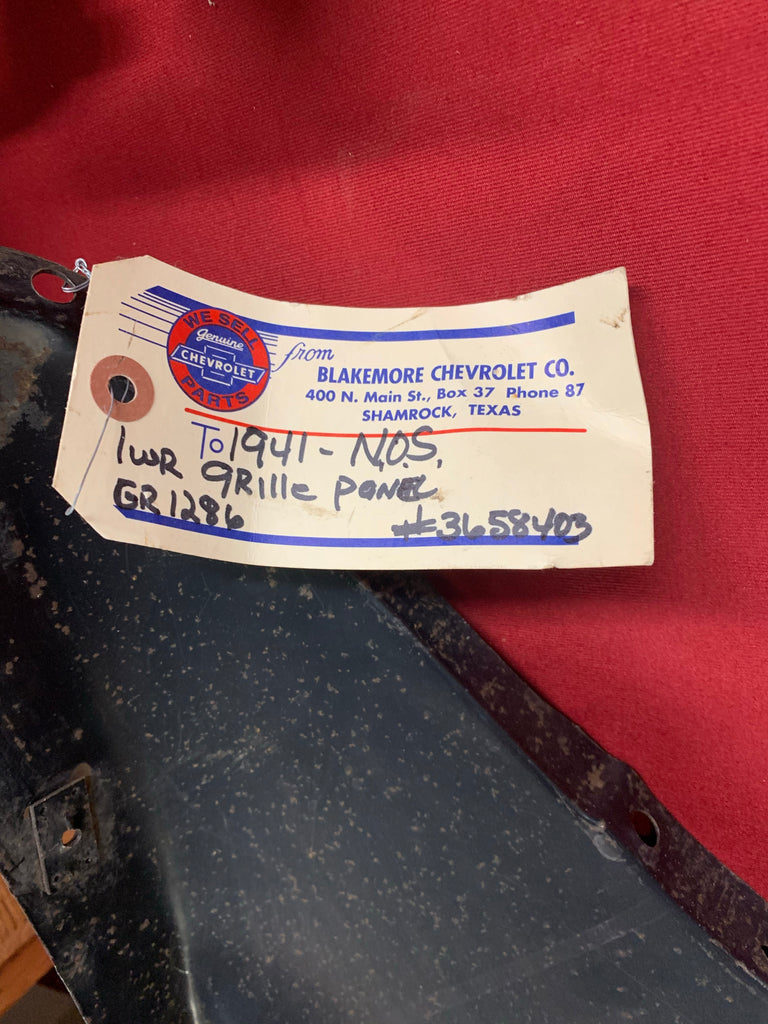 WE SELL
Genuine
CHEVROLET
PARTS
from
BLAKEMORE CHEVROLET CO.
400 N. Main St., Box 37 Phone 87
SHAMROCK, TEXAS
To 1941 - N.O.S.
lwR GRille PANEL
GR1286 #3658403